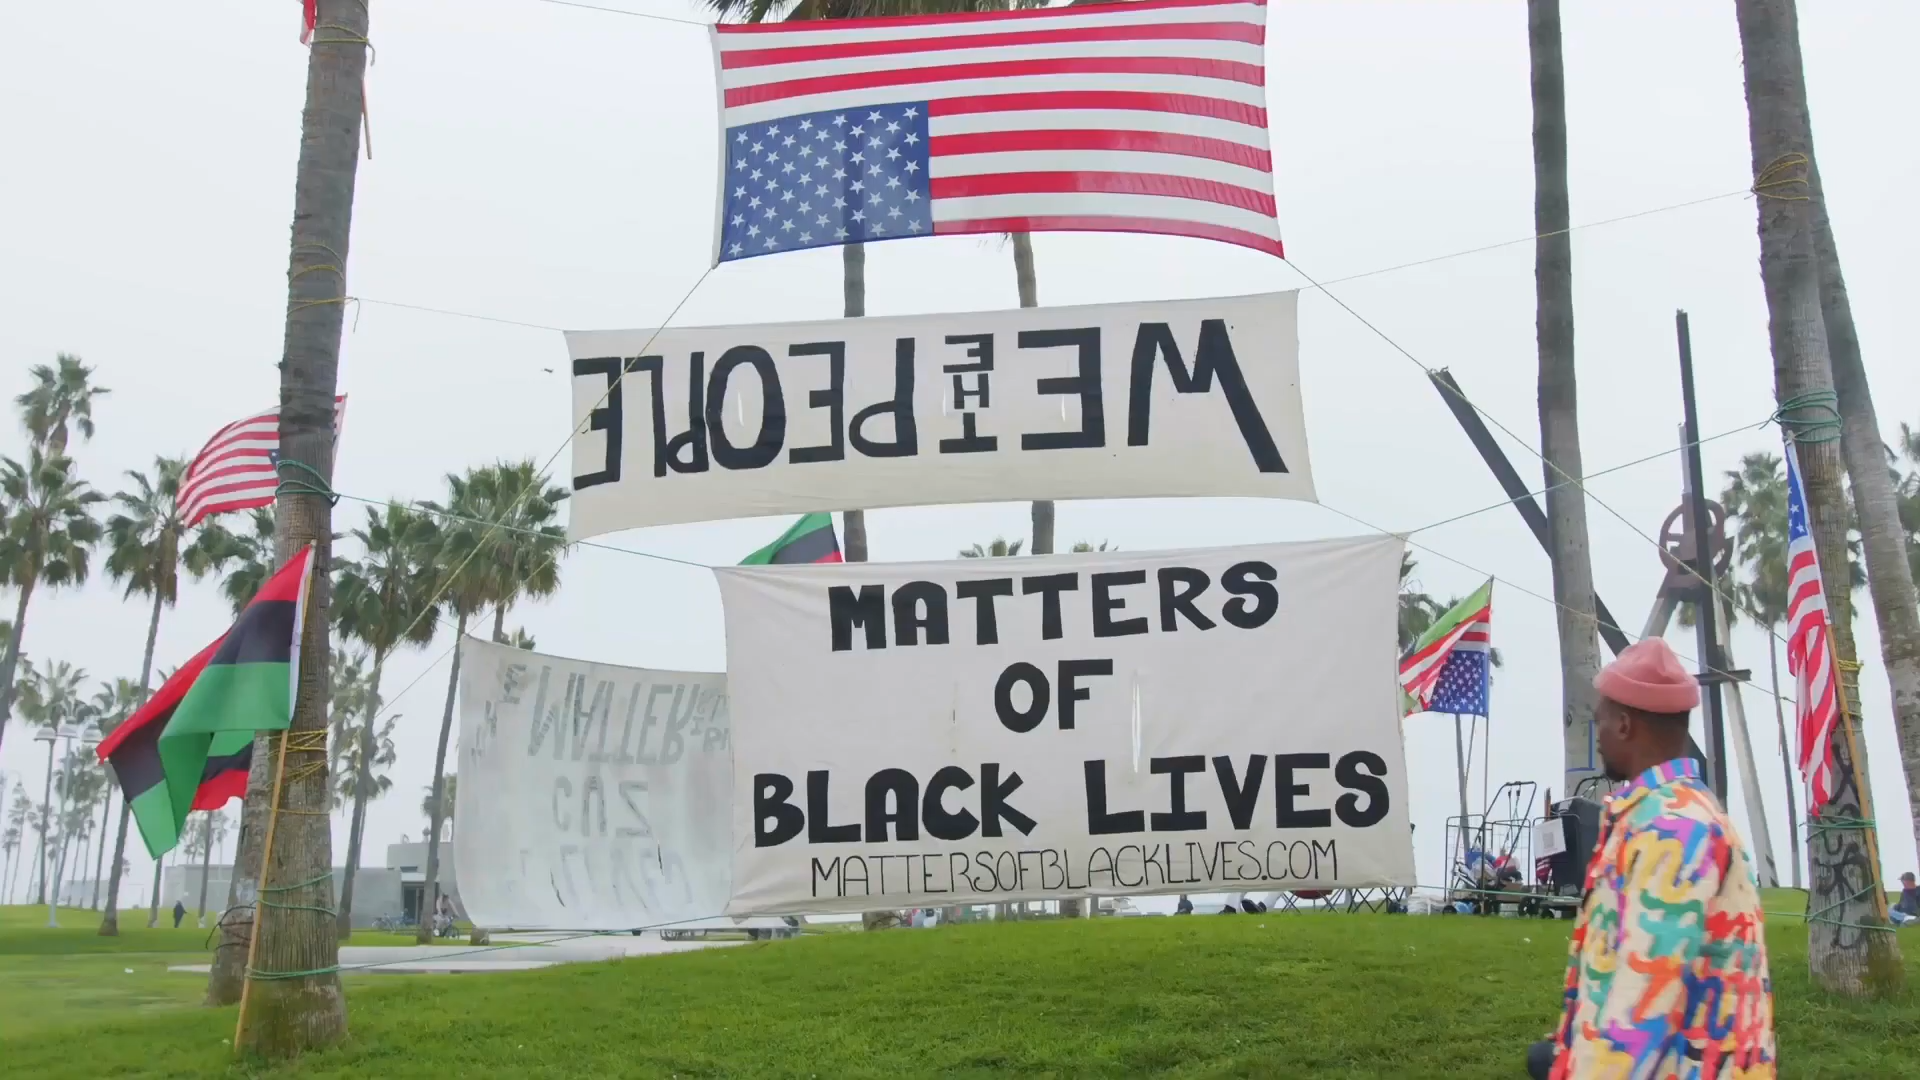 WE THE PEOPLE
MATTERS
OF
BLACK LIVES
MATTERSOFBLACKLIVES.COM